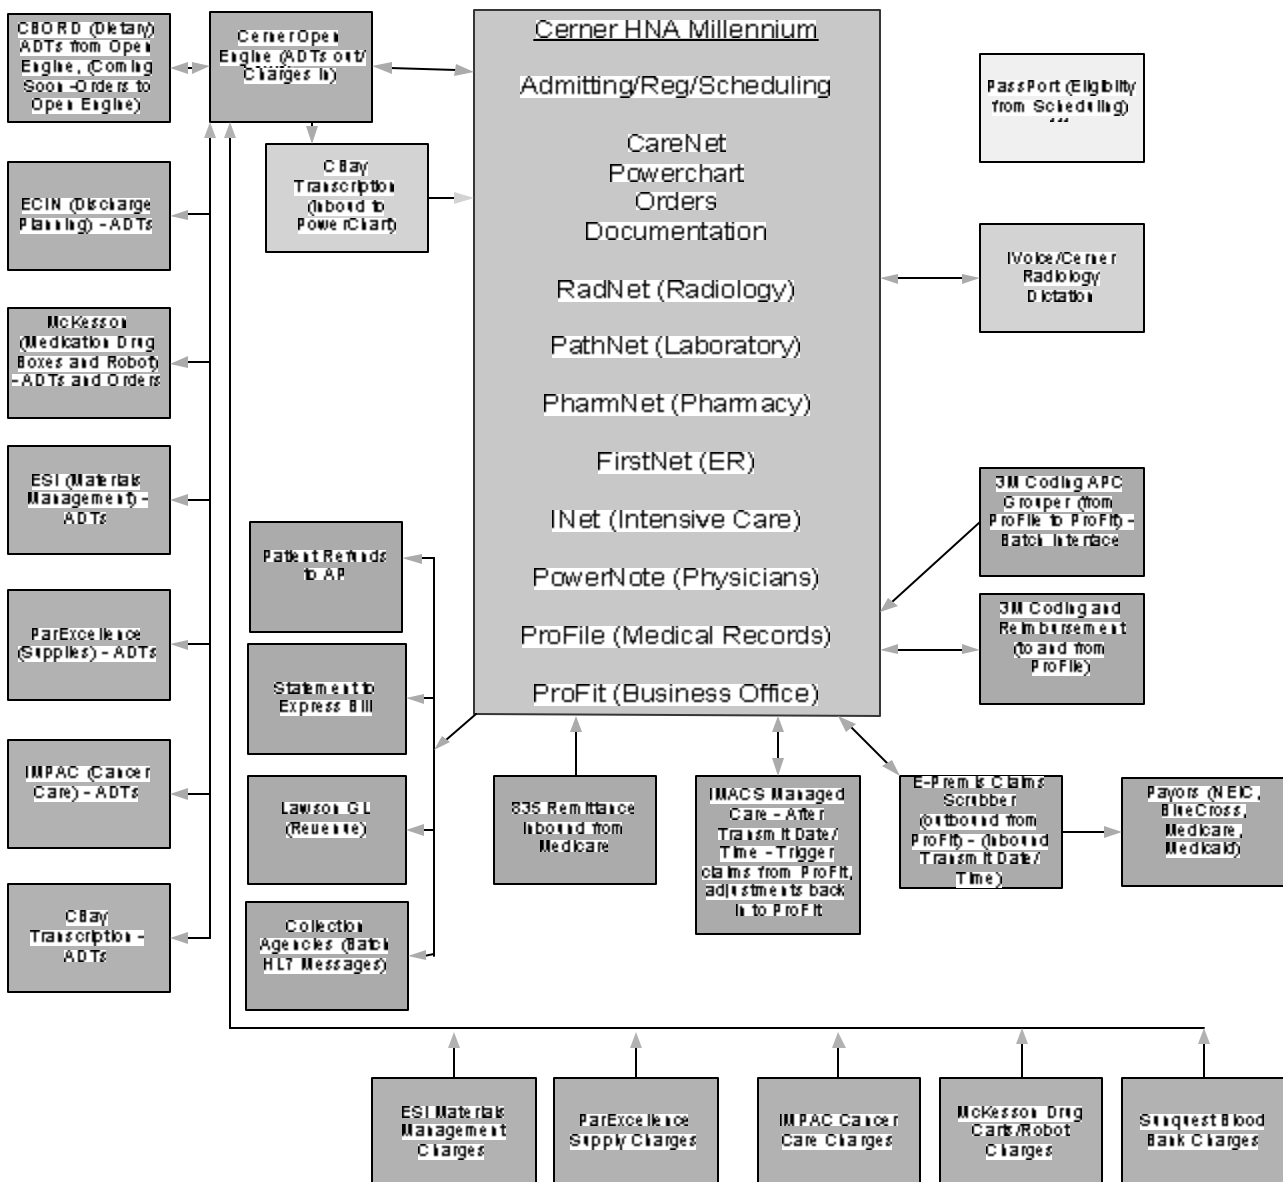 CBORD (Dietary)
ADTs from Open
Engine, (Coming
Soon -Orders to
Open Engine)
Cerner Open
Engine (ADTs out/
Charges In)
Cerner HNA Millennium
Admitting/Reg/Scheduling
CareNet
Powerchart
Orders
Documentation
RadNet (Radiology)
PathNet (Laboratory)
PharmNet (Pharmacy)
FirstNet (ER)
INet (Intensive Care)
PowerNote (Physicians)
ProFile (Medical Records)
ProFit (Business Office)
PassPort (Eligibility
from Scheduling)
CBay
Transcription
(Inbound to
PowerChart)
ECIN (Discharge
Planning) - ADTs
IVoice/Cerner
Radiology
Dictation
McKesson
(Medication Drug
Boxes and Robot)
- ADTs and Orders
ESI (Materials
Management) -
ADTs
3M Coding APC
Grouper (from
ProFile to ProFit) -
Batch Interface
Patient Refunds
to AP
ParExcellence
(Supplies) - ADTs
3M Coding and
Reimbursement
(to and from
ProFile)
Statement to
Express Bill
IMPAC (Cancer
Care) - ADTs
Lawson GL
(Revenue)
835 Remittance
Inbound from
Medicare
IMACS Managed
Care - After
Transmit Date/
Time - Trigger
claims from ProFit,
adjustments back
in to ProFit
E-Premis Claims
Scrubber
(outbound from
ProFit) - (Inbound
Transmit Date/
Time)
Payors (NEIC,
BlueCross,
Medicare,
Medicaid)
CBay
Transcription -
ADTs
Collection
Agencies (Batch
HL7 Messages)
ESI Materials
Management
Charges
ParExcellence
Supply Charges
IMPAC Cancer
Care Charges
McKesson Drug
Carts/Robot
Charges
Sunquest Blood
Bank Charges